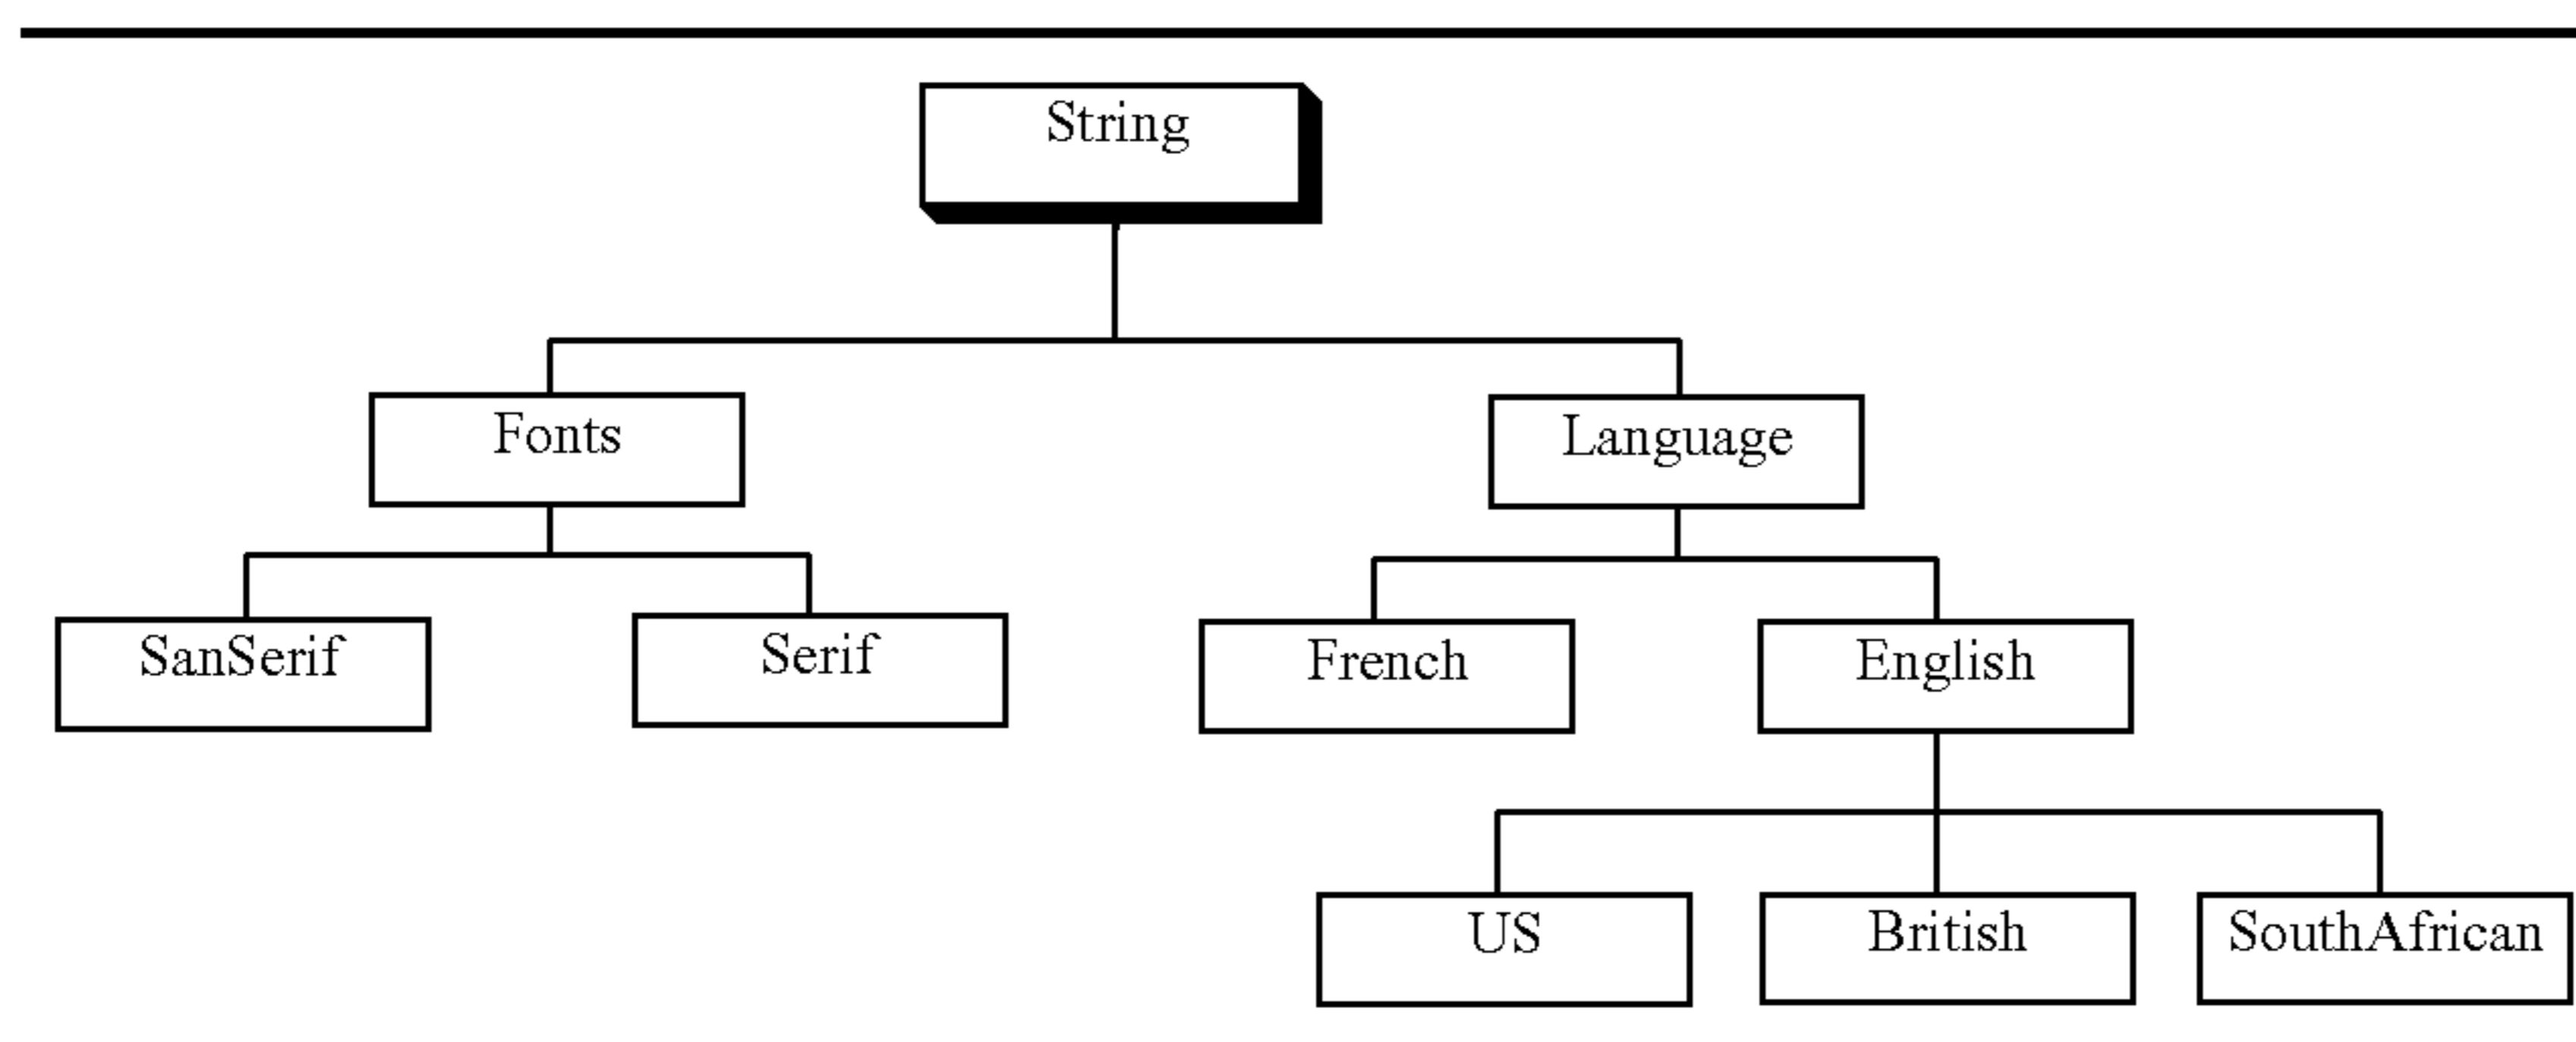 String
Fonts
Language
SanSerif
Serif
French
English
US
British
SouthAfrican